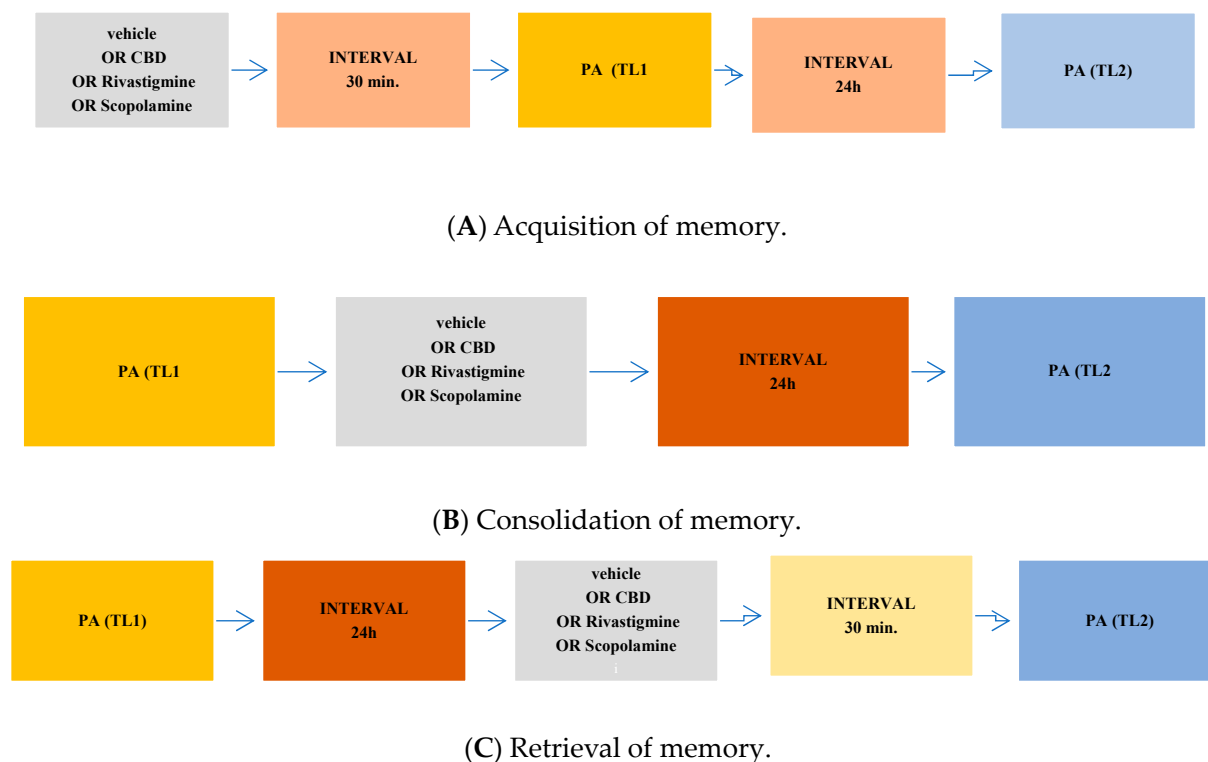 vehicle
OR CBD
OR Rivastigmine
OR Scopolamine
INTERVAL
30 min.
PA (TL1
INTERVAL
24h
PA (TL2)
(A) Acquisition of memory.
PA (TL1
vehicle
OR CBD
OR Rivastigmine
OR Scopolamine
INTERVAL
24h
PA (TL2
(B) Consolidation of memory.
PA (TL1)
INTERVAL
24h
vehicle
OR CBD
OR Rivastigmine
OR Scopolamine
i
INTERVAL
30 min.
PA (TL2)
(C) Retrieval of memory.